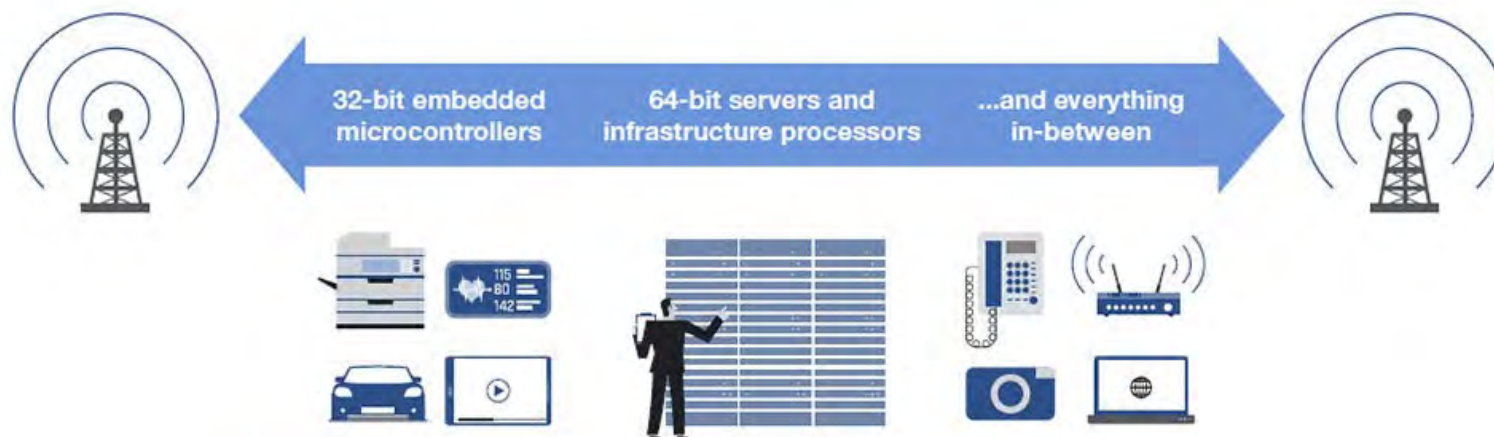 32-bit embedded
microcontrollers
64-bit servers and
infrastructure processors
...and everything
in-between
115
80
142